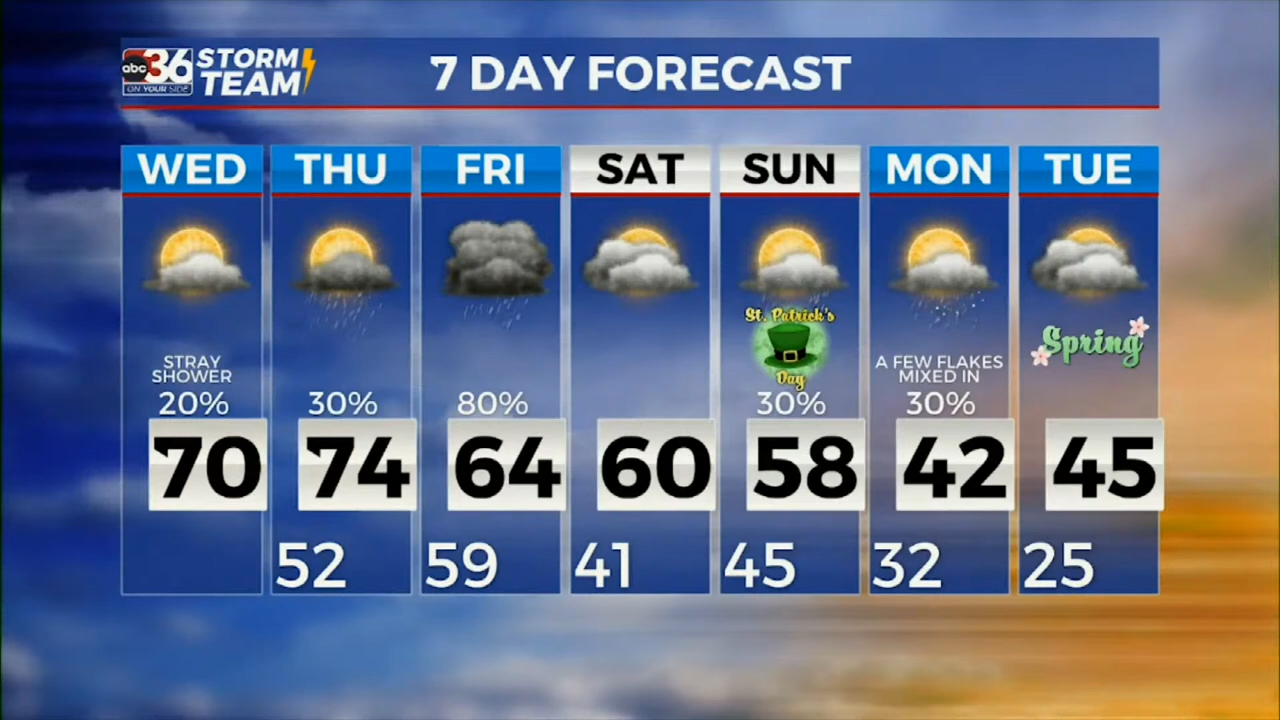 abc 36
ON YOUR SIDE
STORM
TEAM
7 DAY FORECAST
WED
STRAY
SHOWER
20%
70
THU
30%
74
52
FRI
80%
64
59
SAT
60
41
SUN
St. Patrick's
Day
30%
58
45
MON
A FEW FLAKES
MIXED IN
30%
42
32
TUE
Spring
45
25